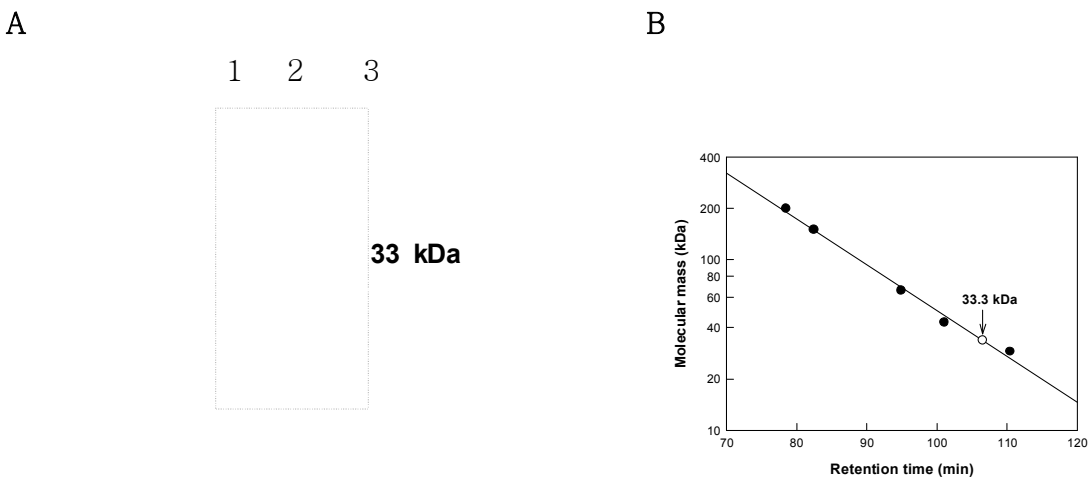 A
B
1 2 3
33 kDa
400
200
100
80
60
40
20
10
Molecular mass (kDa)
33.3 kDa
70 80 90 100 110 120
Retention time (min)